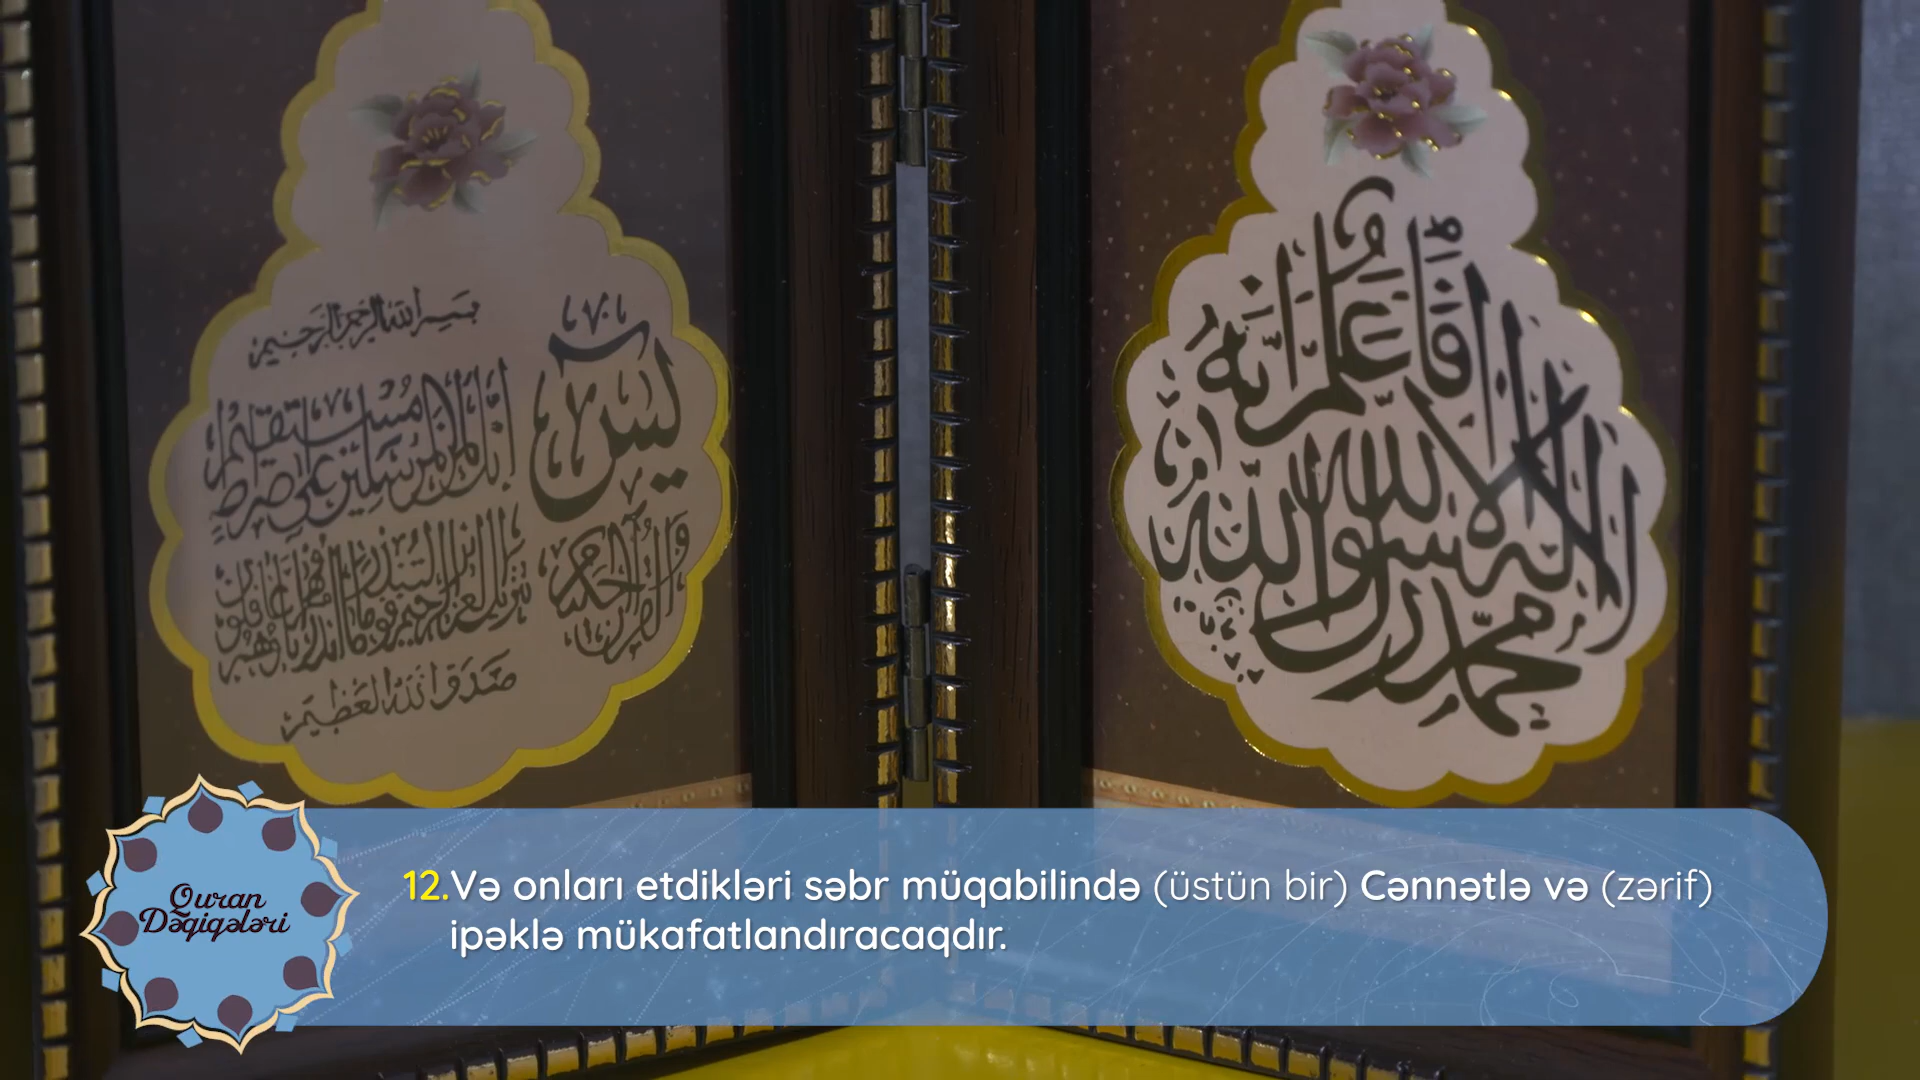 بسم الله الرحمن الرحيم
يس
والقرآن الحكيم
إنك لمن المرسلين على صراط مستقيم
تنزيل العزيز الرحيم لتنذر قوما ما أنذر آباؤهم فهم غافلون
صدق الله العظيم
فَاعْلَمْ أَنَّهُ
لا إله إلا الله
محمد رسول الله
Quran
Dəqiqələri
12.Və onları etdikləri səbr müqabilində (üstün bir) Cənnətlə və (zərif)
ipəklə mükafatlandıracaqdır.